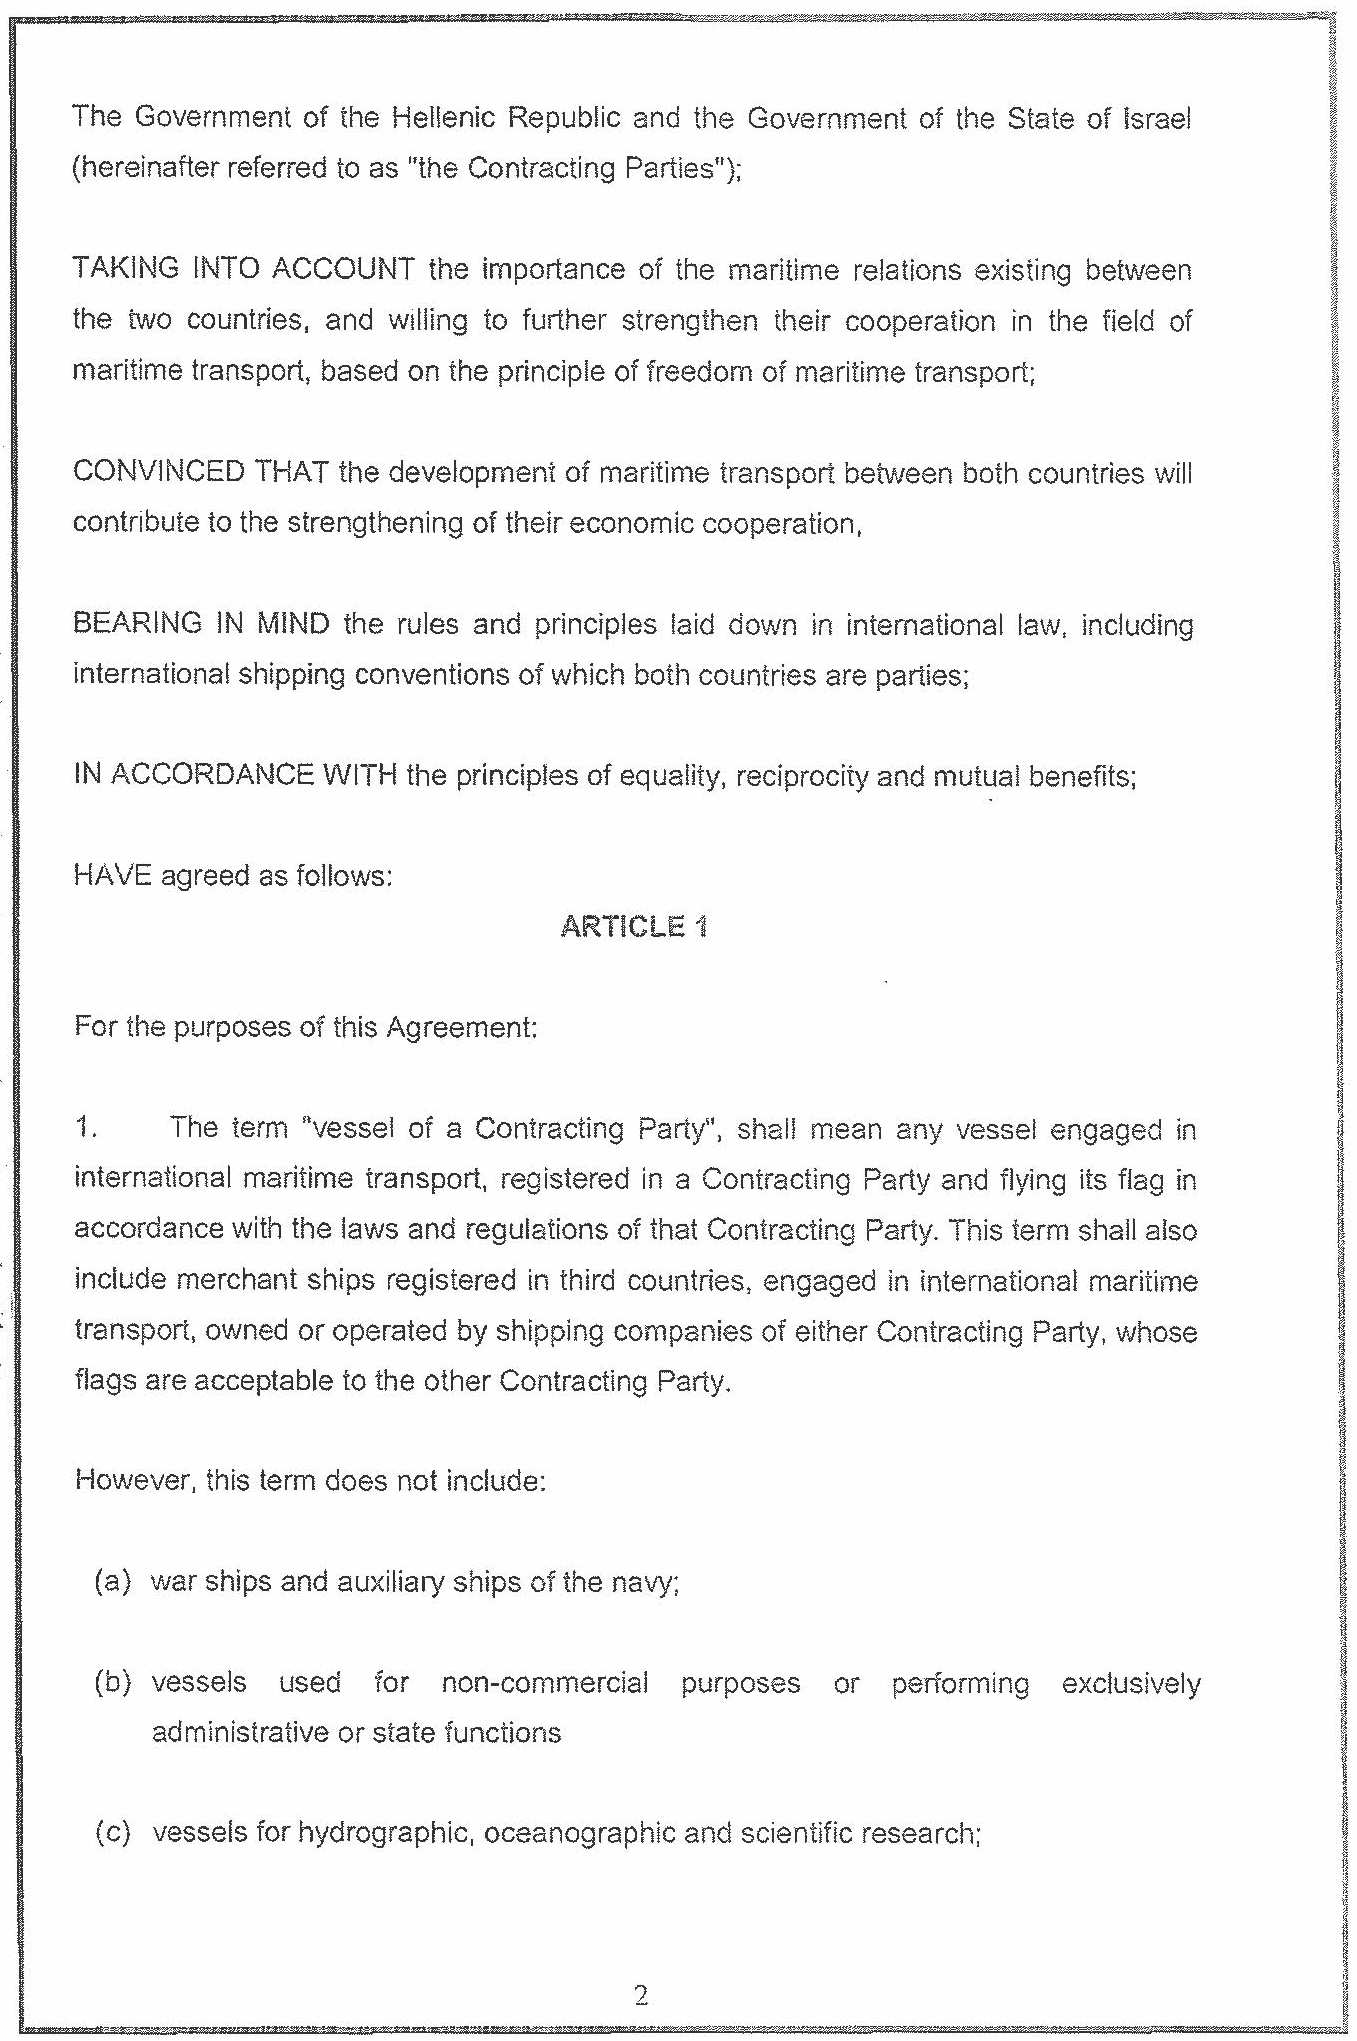 The Government of the Hellenic Republic and the Government of the State of Israel
(hereinafter referred to as "the Contracting Parties");
TAKING INTO ACCOUNT the importance of the maritime relations existing between
the two countries, and willing to further strengthen their cooperation in the field of
maritime transport, based on the principle of freedom of maritime transport;
CONVINCED THAT the development of maritime transport between both countries will
contribute to the strengthening of their economic cooperation,
BEARING IN MIND the rules and principles laid down in international law, including
international shipping conventions of which both countries are parties;
IN ACCORDANCE WITH the principles of equality, reciprocity and mutual benefits;
HAVE agreed as follows:
ARTICLE 1
For the purposes of this Agreement:
1. The term "vessel of a Contracting Party", shall mean any vessel engaged in
international maritime transport, registered in a Contracting Party and flying its flag in
accordance with the laws and regulations of that Contracting Party. This term shall also
include merchant ships registered in third countries, engaged in international maritime
transport, owned or operated by shipping companies of either Contracting Party, whose
flags are acceptable to the other Contracting Party.
However, this term does not include:
(a) war ships and auxiliary ships of the navy;
(b) vessels used for non-commercial purposes or performing exclusively
administrative or state functions
(c) vessels for hydrographic, oceanographic and scientific research;
2